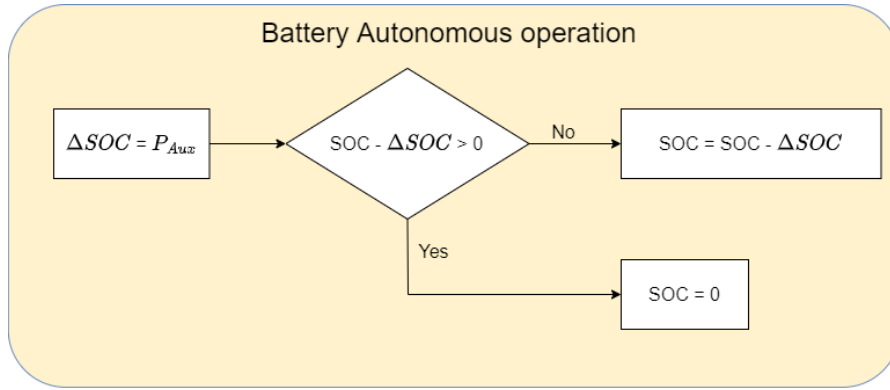 Battery Autonomous operation
ΔSOC = P_Aux
SOC - ΔSOC > 0
No
SOC = SOC - ΔSOC
Yes
SOC = 0